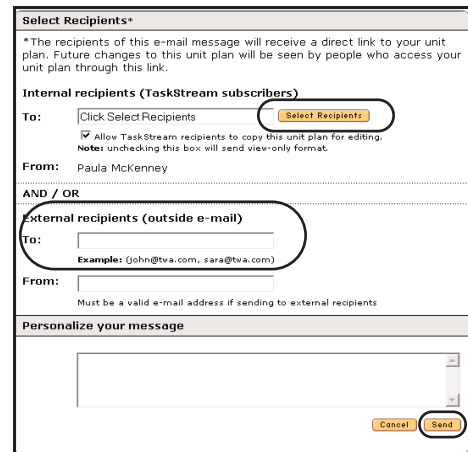 Select Recipients*
*The recipients of this e-mail message will receive a direct link to your unit
plan. Future changes to this unit plan will be seen by people who access your
unit plan through this link.
Internal recipients (TaskStream subscribers)
To: Click Select Recipients Select Recipients
Allow TaskStream recipients to copy this unit plan for editing.
Note: unchecking this box will send view-only format.
From: Paula McKenney
AND / OR
External recipients (outside e-mail)
To:
Example: (john@twa.com, sara@twa.com)
From:
Must be a valid e-mail address if sending to external recipients
Personalize your message
Cancel Send